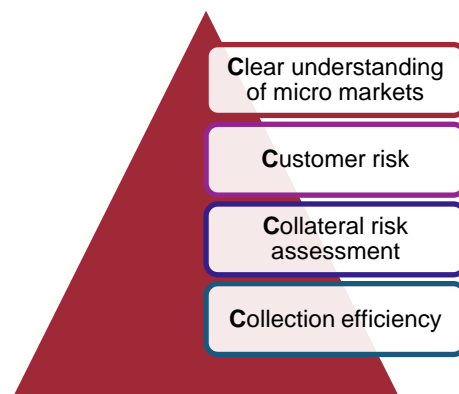 Clear understanding
of micro markets
Customer risk
Collateral risk
assessment
Collection efficiency